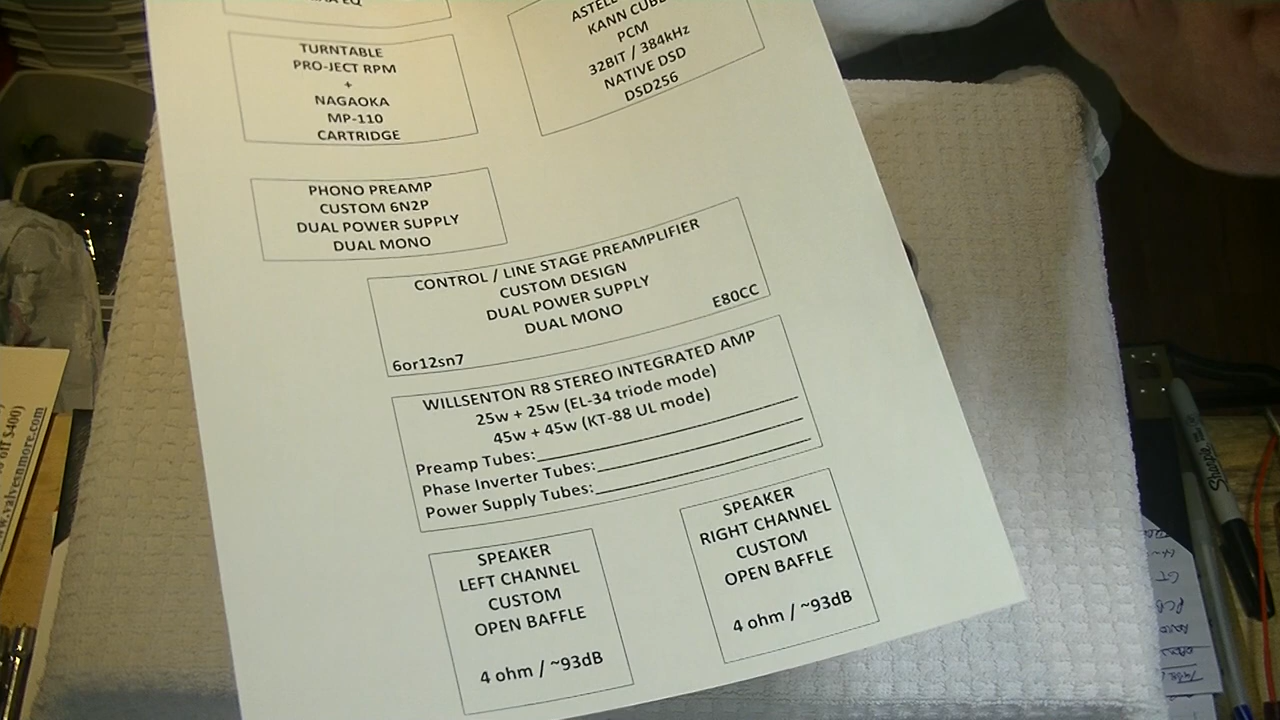 EQ
TURNTABLE
PRO-JECT RPM
+
NAGAOKA
MP-110
CARTRIDGE
KANN CUBE
PCM
32BIT / 384kHz
NATIVE DSD
DSD256
PHONO PREAMP
CUSTOM 6N2P
DUAL POWER SUPPLY
DUAL MONO
CONTROL / LINE STAGE PREAMPLIFIER
CUSTOM DESIGN
DUAL POWER SUPPLY
DUAL MONO
E80CC
6or12sn7
WILLSENTON R8 STEREO INTEGRATED AMP
25w + 25w (EL-34 triode mode)
45w + 45w (KT-88 UL mode)
Preamp Tubes:
Phase Inverter Tubes:
Power Supply Tubes:
SPEAKER
LEFT CHANNEL
CUSTOM
OPEN BAFFLE
4 ohm / ~93dB
SPEAKER
RIGHT CHANNEL
CUSTOM
OPEN BAFFLE
4 ohm / ~93dB
off $400)
www.valvesnmore.com
Sharpie